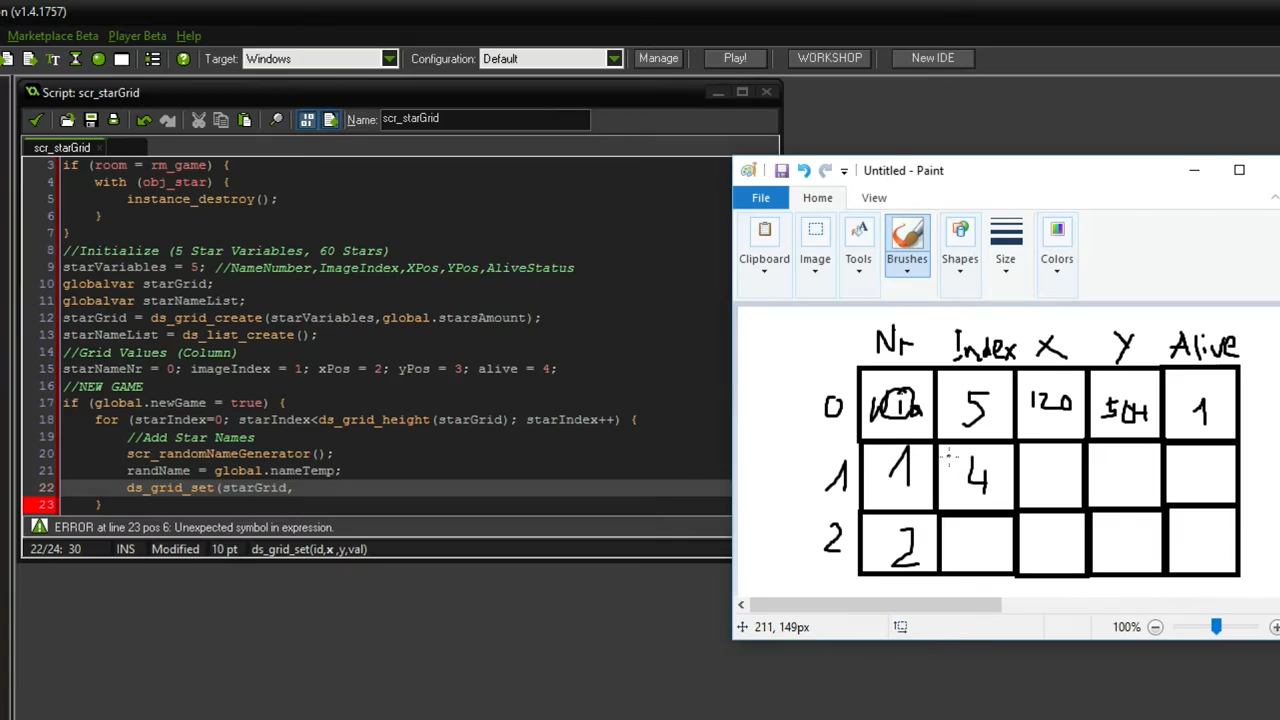 n (v1.4.1757)
Marketplace Beta Player Beta Help
Target: Windows Configuration: Default Manage Play! WORKSHOP New IDE
Script: scr_starGrid
Name: scr_starGrid
scr_starGrid
3 if (room = rm_game) {
4 with (obj_star) {
5 instance_destroy();
6 }
7 }
8 //Initialize (5 Star Variables, 60 Stars)
9 starVariables = 5; //NameNumber,ImageIndex,XPos,YPos,AliveStatus
10 globalvar starGrid;
11 globalvar starNameList;
12 starGrid = ds_grid_create(starVariables,global.starsAmount);
13 starNameList = ds_list_create();
14 //Grid Values (Column)
15 starNameNr = 0; imageIndex = 1; xPos = 2; yPos = 3; alive = 4;
16 //NEW GAME
17 if (global.newGame = true) {
18 for (starIndex=0; starIndex<ds_grid_height(starGrid); starIndex++) {
19 //Add Star Names
20 scr_randomNameGenerator();
21 randName = global.nameTemp;
22 ds_grid_set(starGrid,
23 }
ERROR at line 23 pos 6: Unexpected symbol in expression.
22/24: 30 INS Modified 10 pt ds_grid_set(id,x ,y,val)
Untitled - Paint
File Home View
Clipboard Image Tools Brushes Shapes Size Colors
Nr Index X Y Alive
0 5 120 504 1
1 1 4
2 2
211, 149px 100%